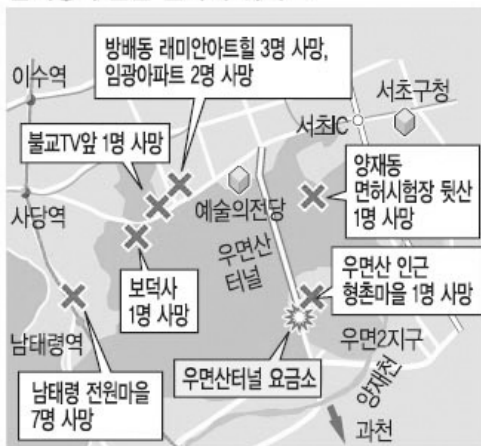 방배동 래미안아트힐 3명 사망,
임광아파트 2명 사망
이수역
서초구청
서초IC
불교TV앞 1명 사망
양재동
면허시험장 뒷산
1명 사망
사당역
예술의전당
우면산
터널
보덕사
1명 사망
우면산 인근
형촌마을 1명 사망
남태령역
우면2지구
우면산터널 요금소
양재천
남태령 전원마을
7명 사망
과천